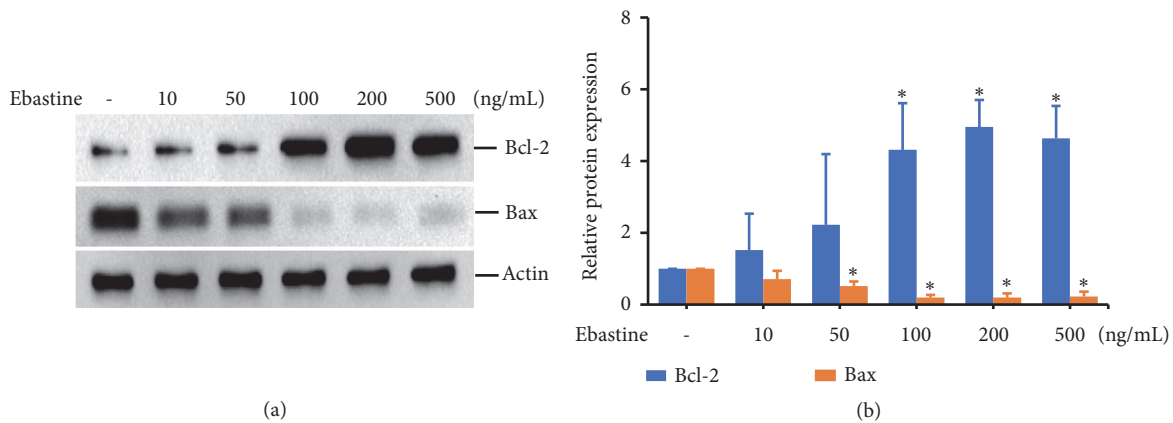 Ebastine - 10 50 100 200 500 (ng/mL)
Bcl-2
Bax
Actin
(a)
8
6
4
2
0
Relative protein expression
* * * * * * *
Ebastine - 10 50 100 200 500 (ng/mL)
Bcl-2 Bax
(b)